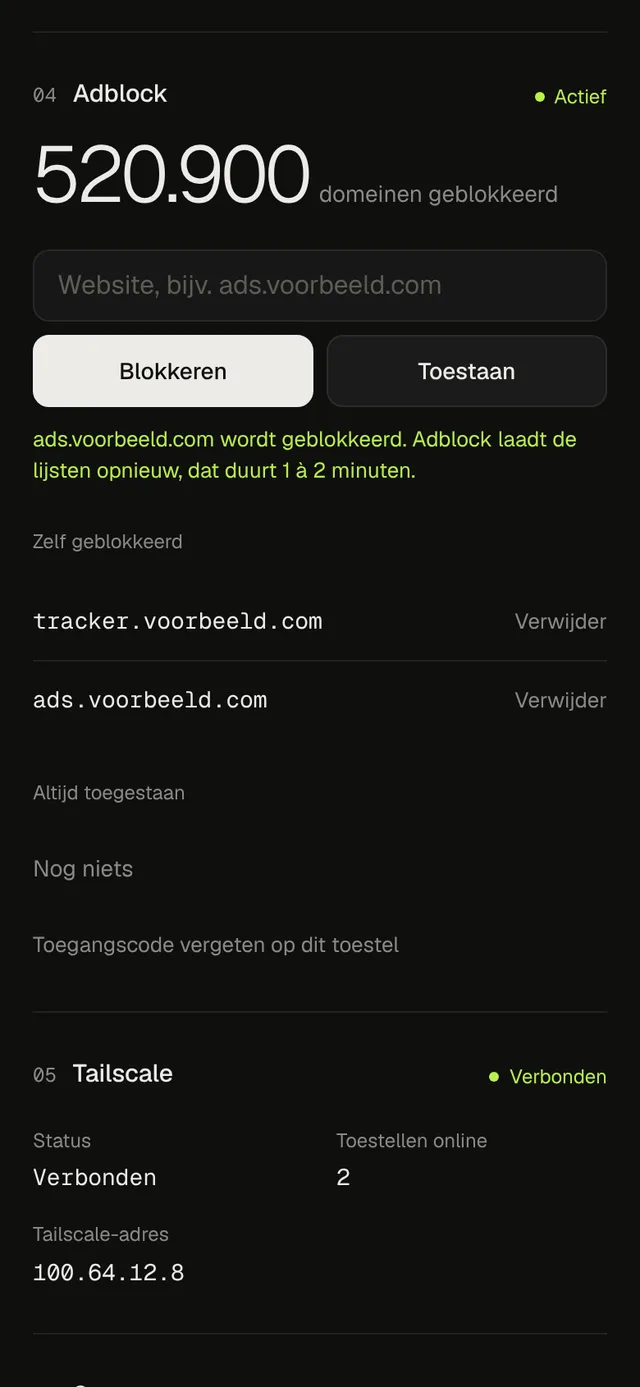 04 Adblock
Actief
520.900 domeinen geblokkeerd
Website, bijv. ads.voorbeeld.com
Blokkeren
Toestaan
ads.voorbeeld.com wordt geblokkeerd. Adblock laadt de
lijsten opnieuw, dat duurt 1 à 2 minuten.
Zelf geblokkeerd
tracker.voorbeeld.com
Verwijder
ads.voorbeeld.com
Verwijder
Altijd toegestaan
Nog niets
Toegangscode vergeten op dit toestel
05 Tailscale
Verbonden
Status
Toestellen online
Verbonden
2
Tailscale-adres
100.64.12.8